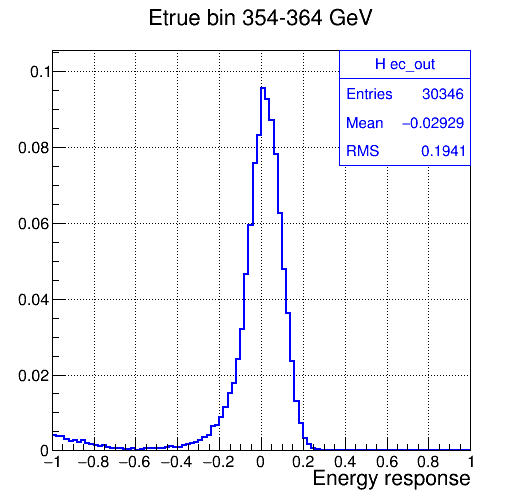 Etrue bin 354-364 GeV
H ec_out
Entries 30346
Mean −0.02929
RMS 0.1941
0.1
0.08
0.06
0.04
0.02
0
−1 −0.8 −0.6 −0.4 −0.2 0 0.2 0.4 0.6 0.8 1
Energy response